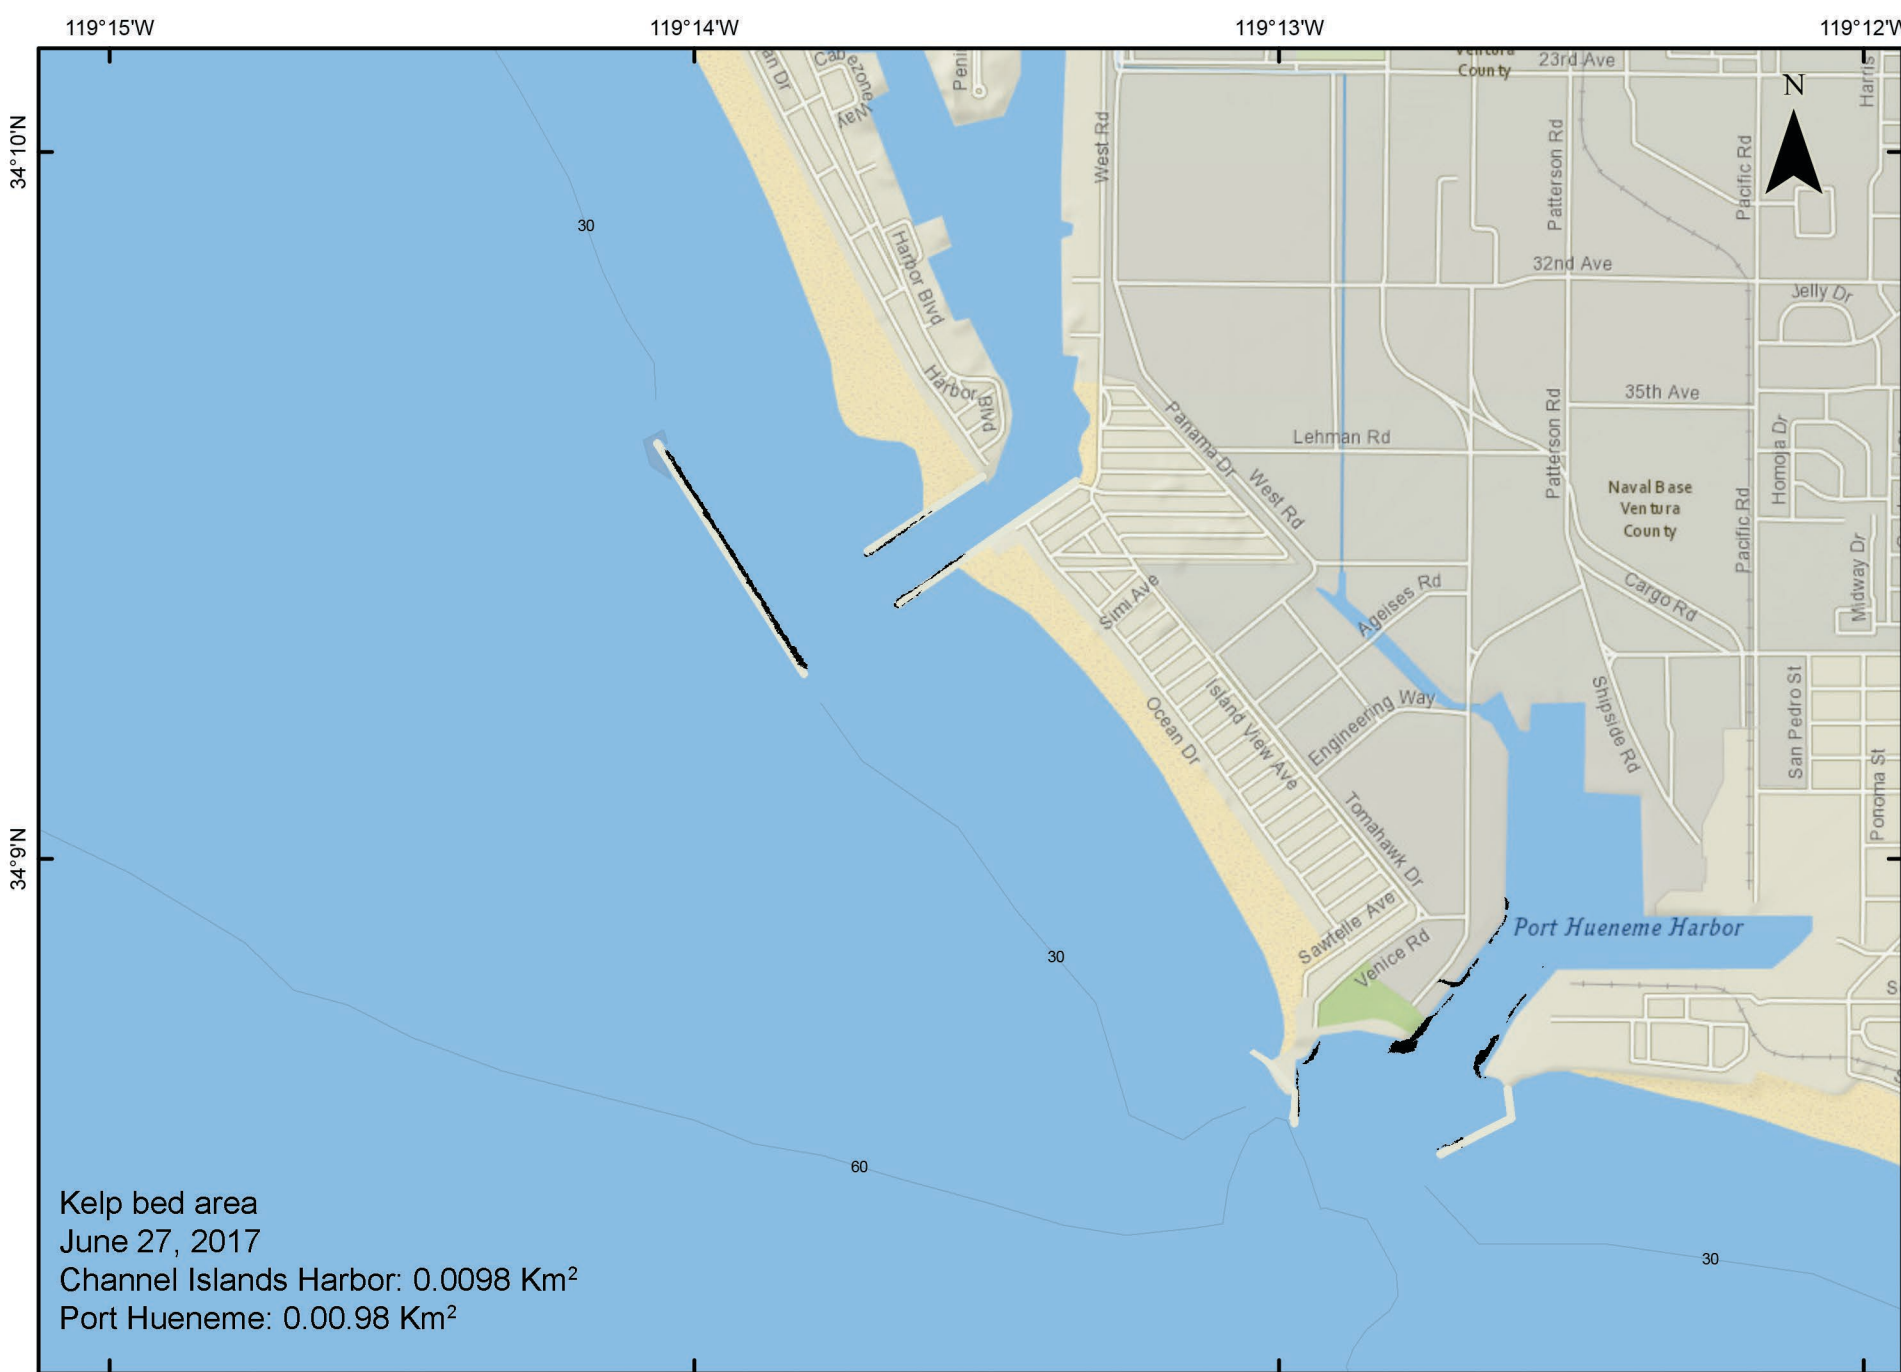 119°15'W
119°14'W
119°13'W
119°12'W
34°10'N
34°9'N
N
Cabezone
Way
West Rd
Ventura
County
23rd Ave
Patterson Rd
Pacific Rd
Harris
30
Harbor Blvd
32nd Ave
Jelly Dr
Harbor Blvd
Panama Dr
West Rd
Lehman Rd
35th Ave
Patterson Rd
Homoja Dr
Naval Base
Ventura
County
Pacific Rd
Midway Dr
Cargo Rd
Simi Ave
Ageises Rd
Ocean Dr
Island View Ave
Engineering Way
Shipside Rd
San Pedro St
Ponoma St
Tomahawk Dr
Sawtelle Ave
Venice Rd
Port Hueneme Harbor
30
60
30
Kelp bed area
June 27, 2017
Channel Islands Harbor: 0.0098 Km²
Port Hueneme: 0.00.98 Km²